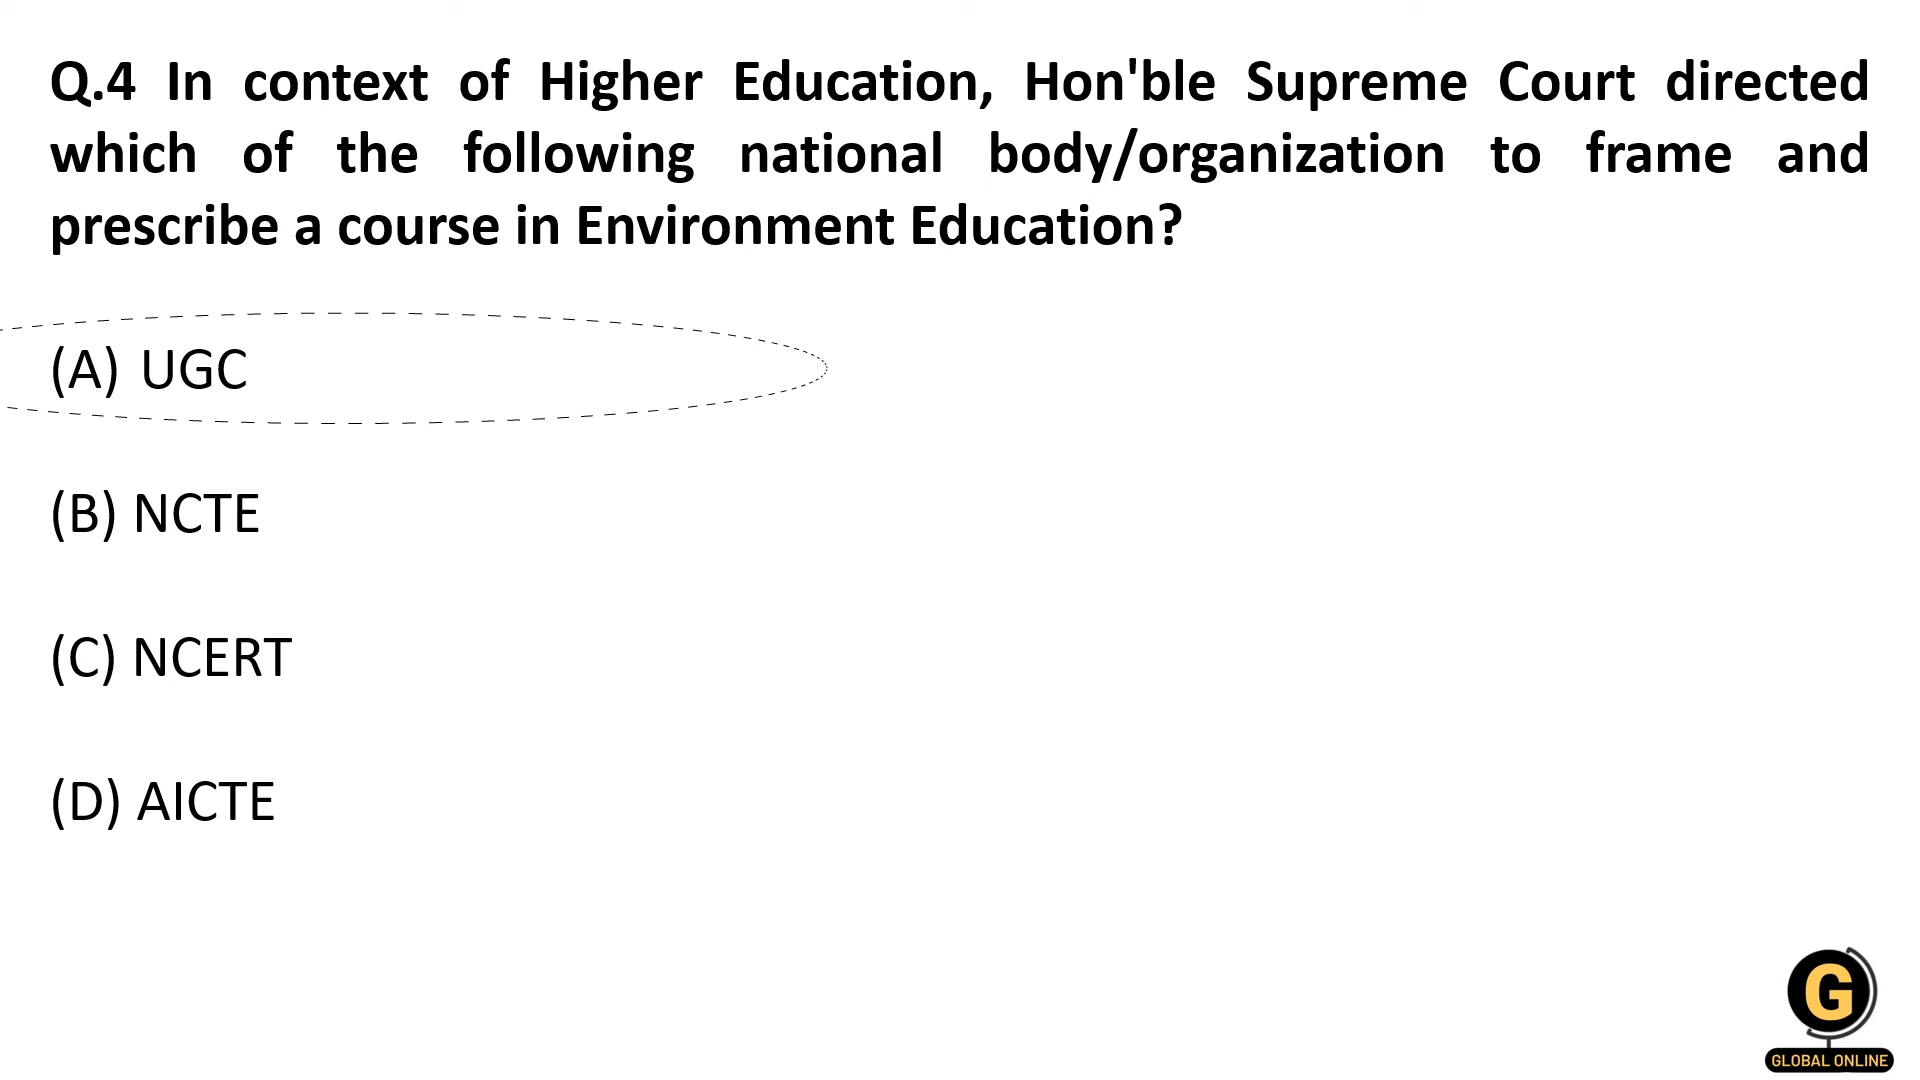 Q.4 In context of Higher Education, Hon'ble Supreme Court directed
which of the following national body/organization to frame and
prescribe a course in Environment Education?
(A) UGC
(B) NCTE
(C) NCERT
(D) AICTE
G
GLOBAL ONLINE